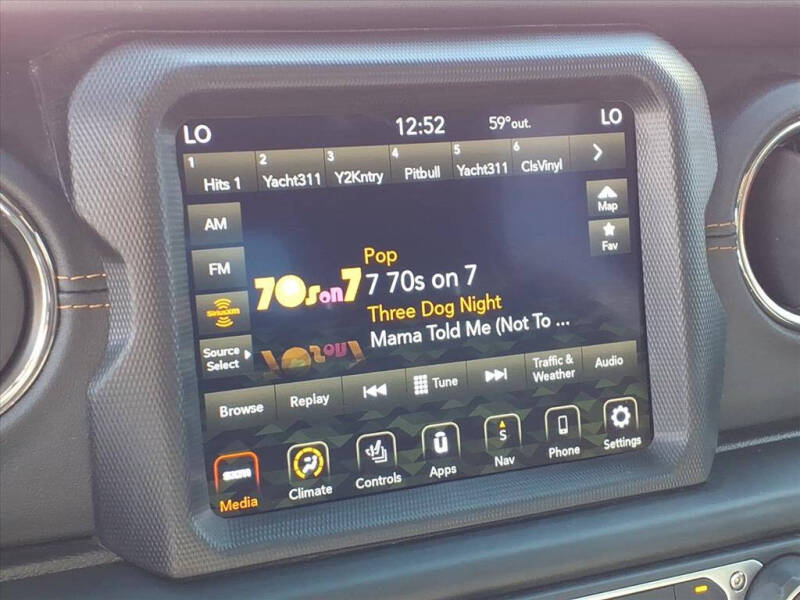 LO 12:52 59°out. LO
1 2 3 4 5 6
Hits 1 Yacht311 Y2Kntry Pitbull Yacht311 ClsVinyl
AM
Map
FM
Fav
Pop
70s on 7
7 70s on 7
SiriusXM
Three Dog Night
Mama Told Me (Not To ...
Source
Select
Browse Replay Tune Traffic & Weather Audio
SXM
S
Media Climate Controls Apps Nav Phone Settings